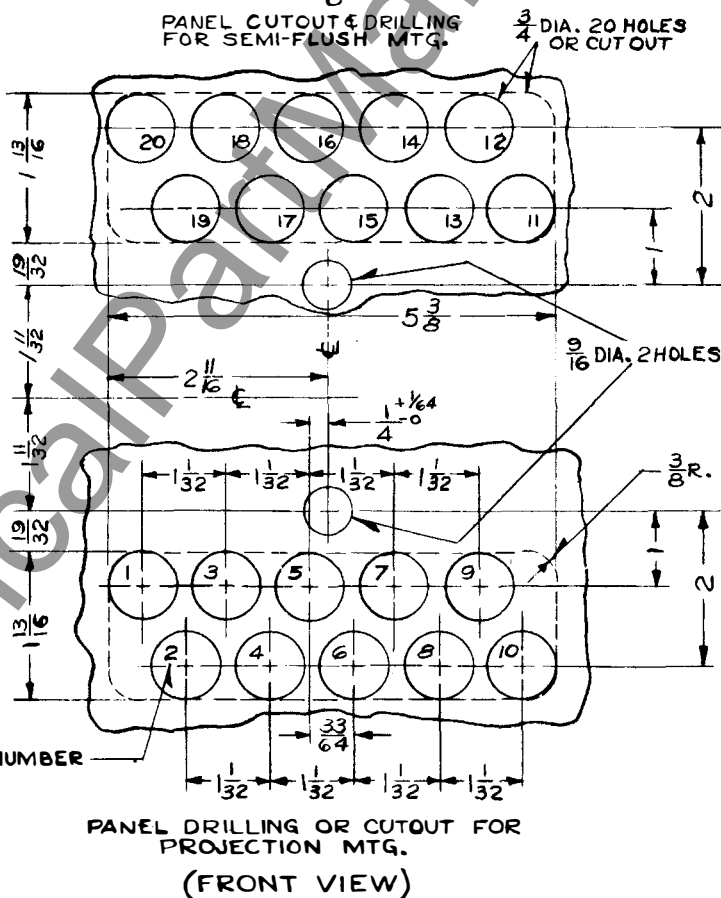 PANEL CUTOUT & DRILLING
FOR SEMI-FLUSH MTG.
3/4 DIA. 20 HOLES
OR CUT OUT
20 18 16 14 12
19 17 15 13 11
1 13/16
19/32
1 11/32
1 11/32
19/32
1 13/16
2
1
5 3/8
9/16 DIA. 2 HOLES
2 11/16
℄
℄
1/4 +1/64 -0
1 1/32 1 1/32 1 1/32 1 1/32
3/8 R.
1
2
1 3 5 7 9
2 4 6 8 10
33/64
NUMBER
1 1/32 1 1/32 1 1/32 1 1/32
PANEL DRILLING OR CUTOUT FOR
PROJECTION MTG.
(FRONT VIEW)
icalPartMa